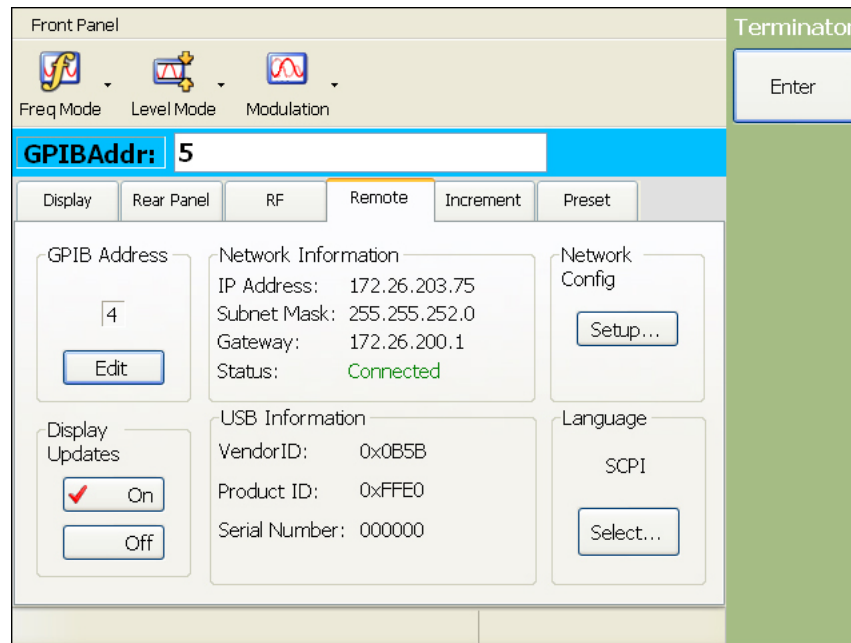 Front Panel
Terminator
Enter
Freq Mode Level Mode Modulation
GPIBAddr: 5
Display Rear Panel RF Remote Increment Preset
GPIB Address
4
Edit
Network Information
IP Address: 172.26.203.75
Subnet Mask: 255.255.252.0
Gateway: 172.26.200.1
Status: Connected
Network
Config
Setup...
Display
Updates
On
Off
USB Information
VendorID: 0x0B5B
Product ID: 0xFFE0
Serial Number: 000000
Language
SCPI
Select...